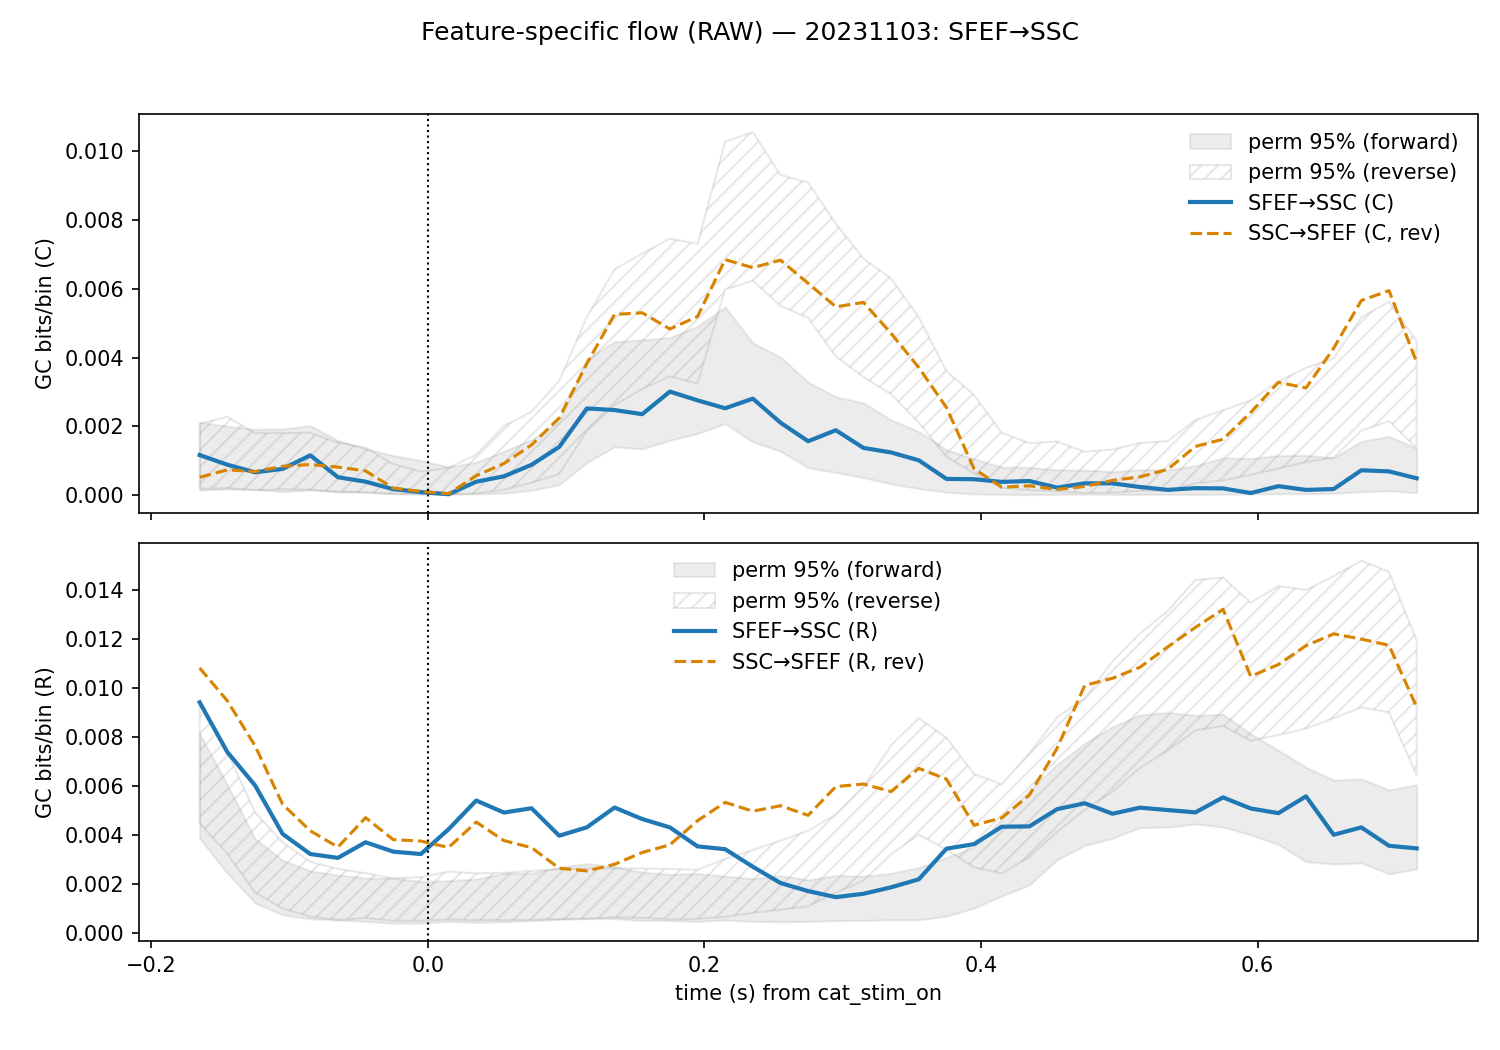 Feature-specific flow (RAW) — 20231103: SFEF→SSC
GC bits/bin (C)
0.010
0.008
0.006
0.004
0.002
0.000
perm 95% (forward)
perm 95% (reverse)
SFEF→SSC (C)
SSC→SFEF (C, rev)
GC bits/bin (R)
0.014
0.012
0.010
0.008
0.006
0.004
0.002
0.000
perm 95% (forward)
perm 95% (reverse)
SFEF→SSC (R)
SSC→SFEF (R, rev)
−0.2 0.0 0.2 0.4 0.6
time (s) from cat_stim_on